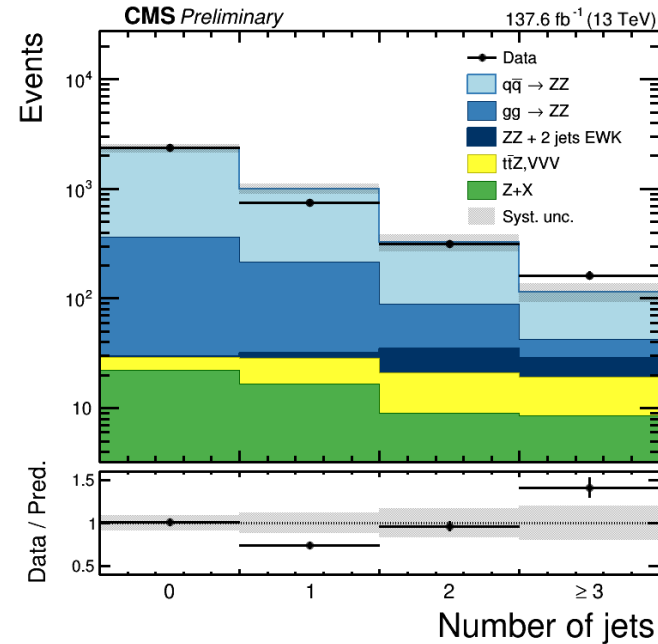 CMS Preliminary 137.6 fb⁻¹ (13 TeV)
Events
10⁴
10³
10²
10
Data
qq̅ → ZZ
gg → ZZ
ZZ + 2 jets EWK
tt̅Z,VVV
Z+X
Syst. unc.
Data / Pred.
1.5
1
0.5
0 1 2 ≥ 3
Number of jets